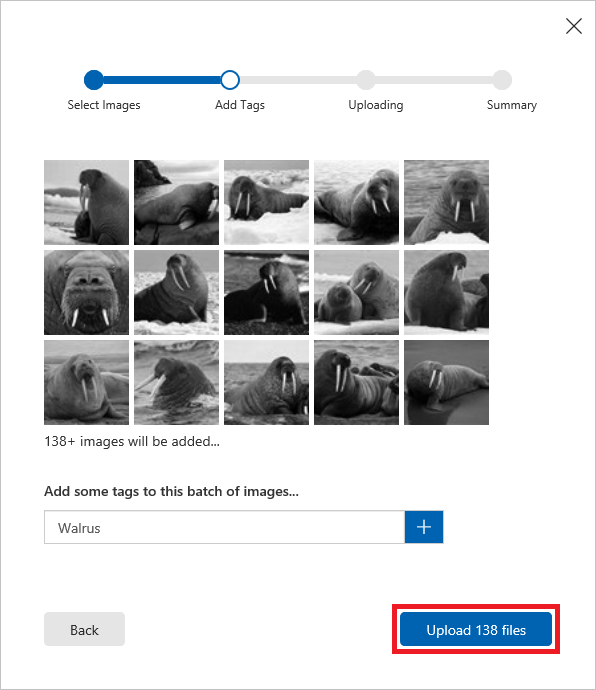 Select Images
Add Tags
Uploading
Summary
138+ images will be added...
Add some tags to this batch of images...
Walrus
Back
Upload 138 files